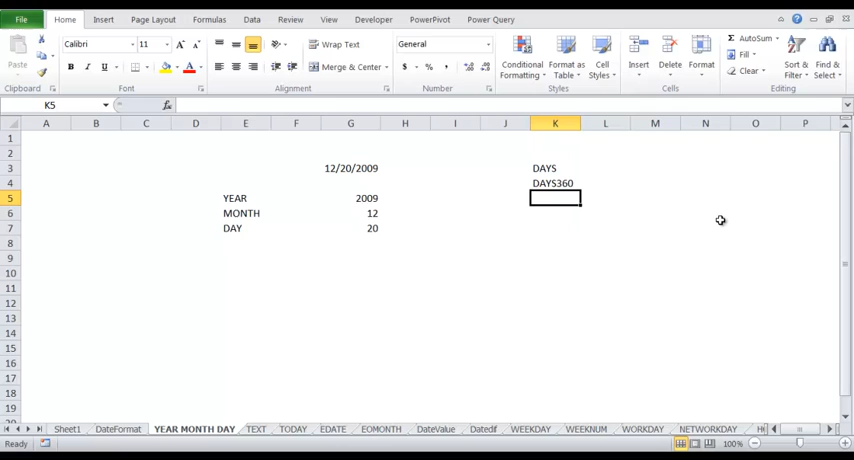 File Home Insert Page Layout Formulas Data Review View Developer PowerPivot Power Query
Calibri 11 A A Wrap Text General Σ AutoSum
Paste Conditional Format as Cell Insert Delete Format Fill Sort & Find &
B I U A Merge & Center $ % , Formatting Table Styles Clear Filter Select
Clipboard Font Alignment Number Styles Cells Editing
K5 fx
A B C D E F G H I J K L M N O P
1
2
3 12/20/2009 DAYS
4 DAYS360
5 YEAR 2009
6 MONTH 12
7 DAY 20
8
9
10
11
12
13
14
15
16
17
18
19
Sheet1 DateFormat YEAR MONTH DAY TEXT TODAY EDATE EOMONTH DateValue Datedif WEEKDAY WEEKNUM WORKDAY NETWORKDAY
Ready 100%